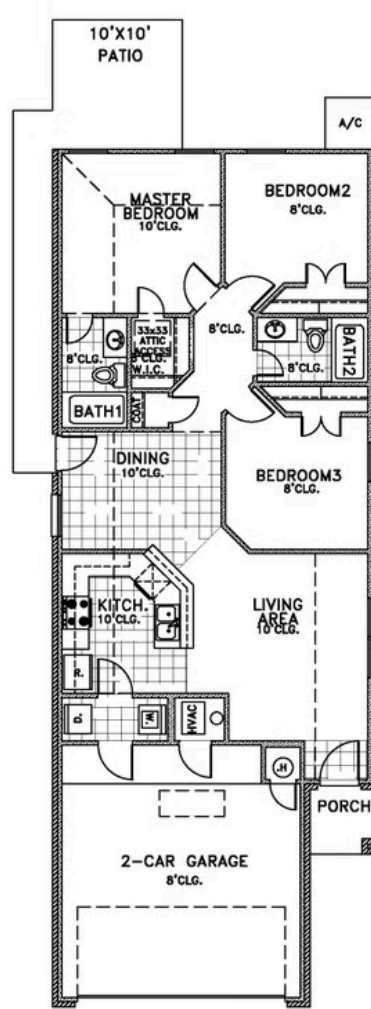 10'X10'
PATIO
A/C
MASTER
BEDROOM
10'CLG.
BEDROOM2
8'CLG.
33x33
ATTIC
ACCESS
8'CLG.
W.I.C.
8'CLG.
8'CLG.
8'CLG.
BATH2
BATH1
COAT
DINING
10'CLG.
BEDROOM3
8'CLG.
KITCH.
10'CLG.
LIVING
AREA
10'CLG.
R.
D.
W.
HVAC
H.
PORCH
2-CAR GARAGE
8'CLG.